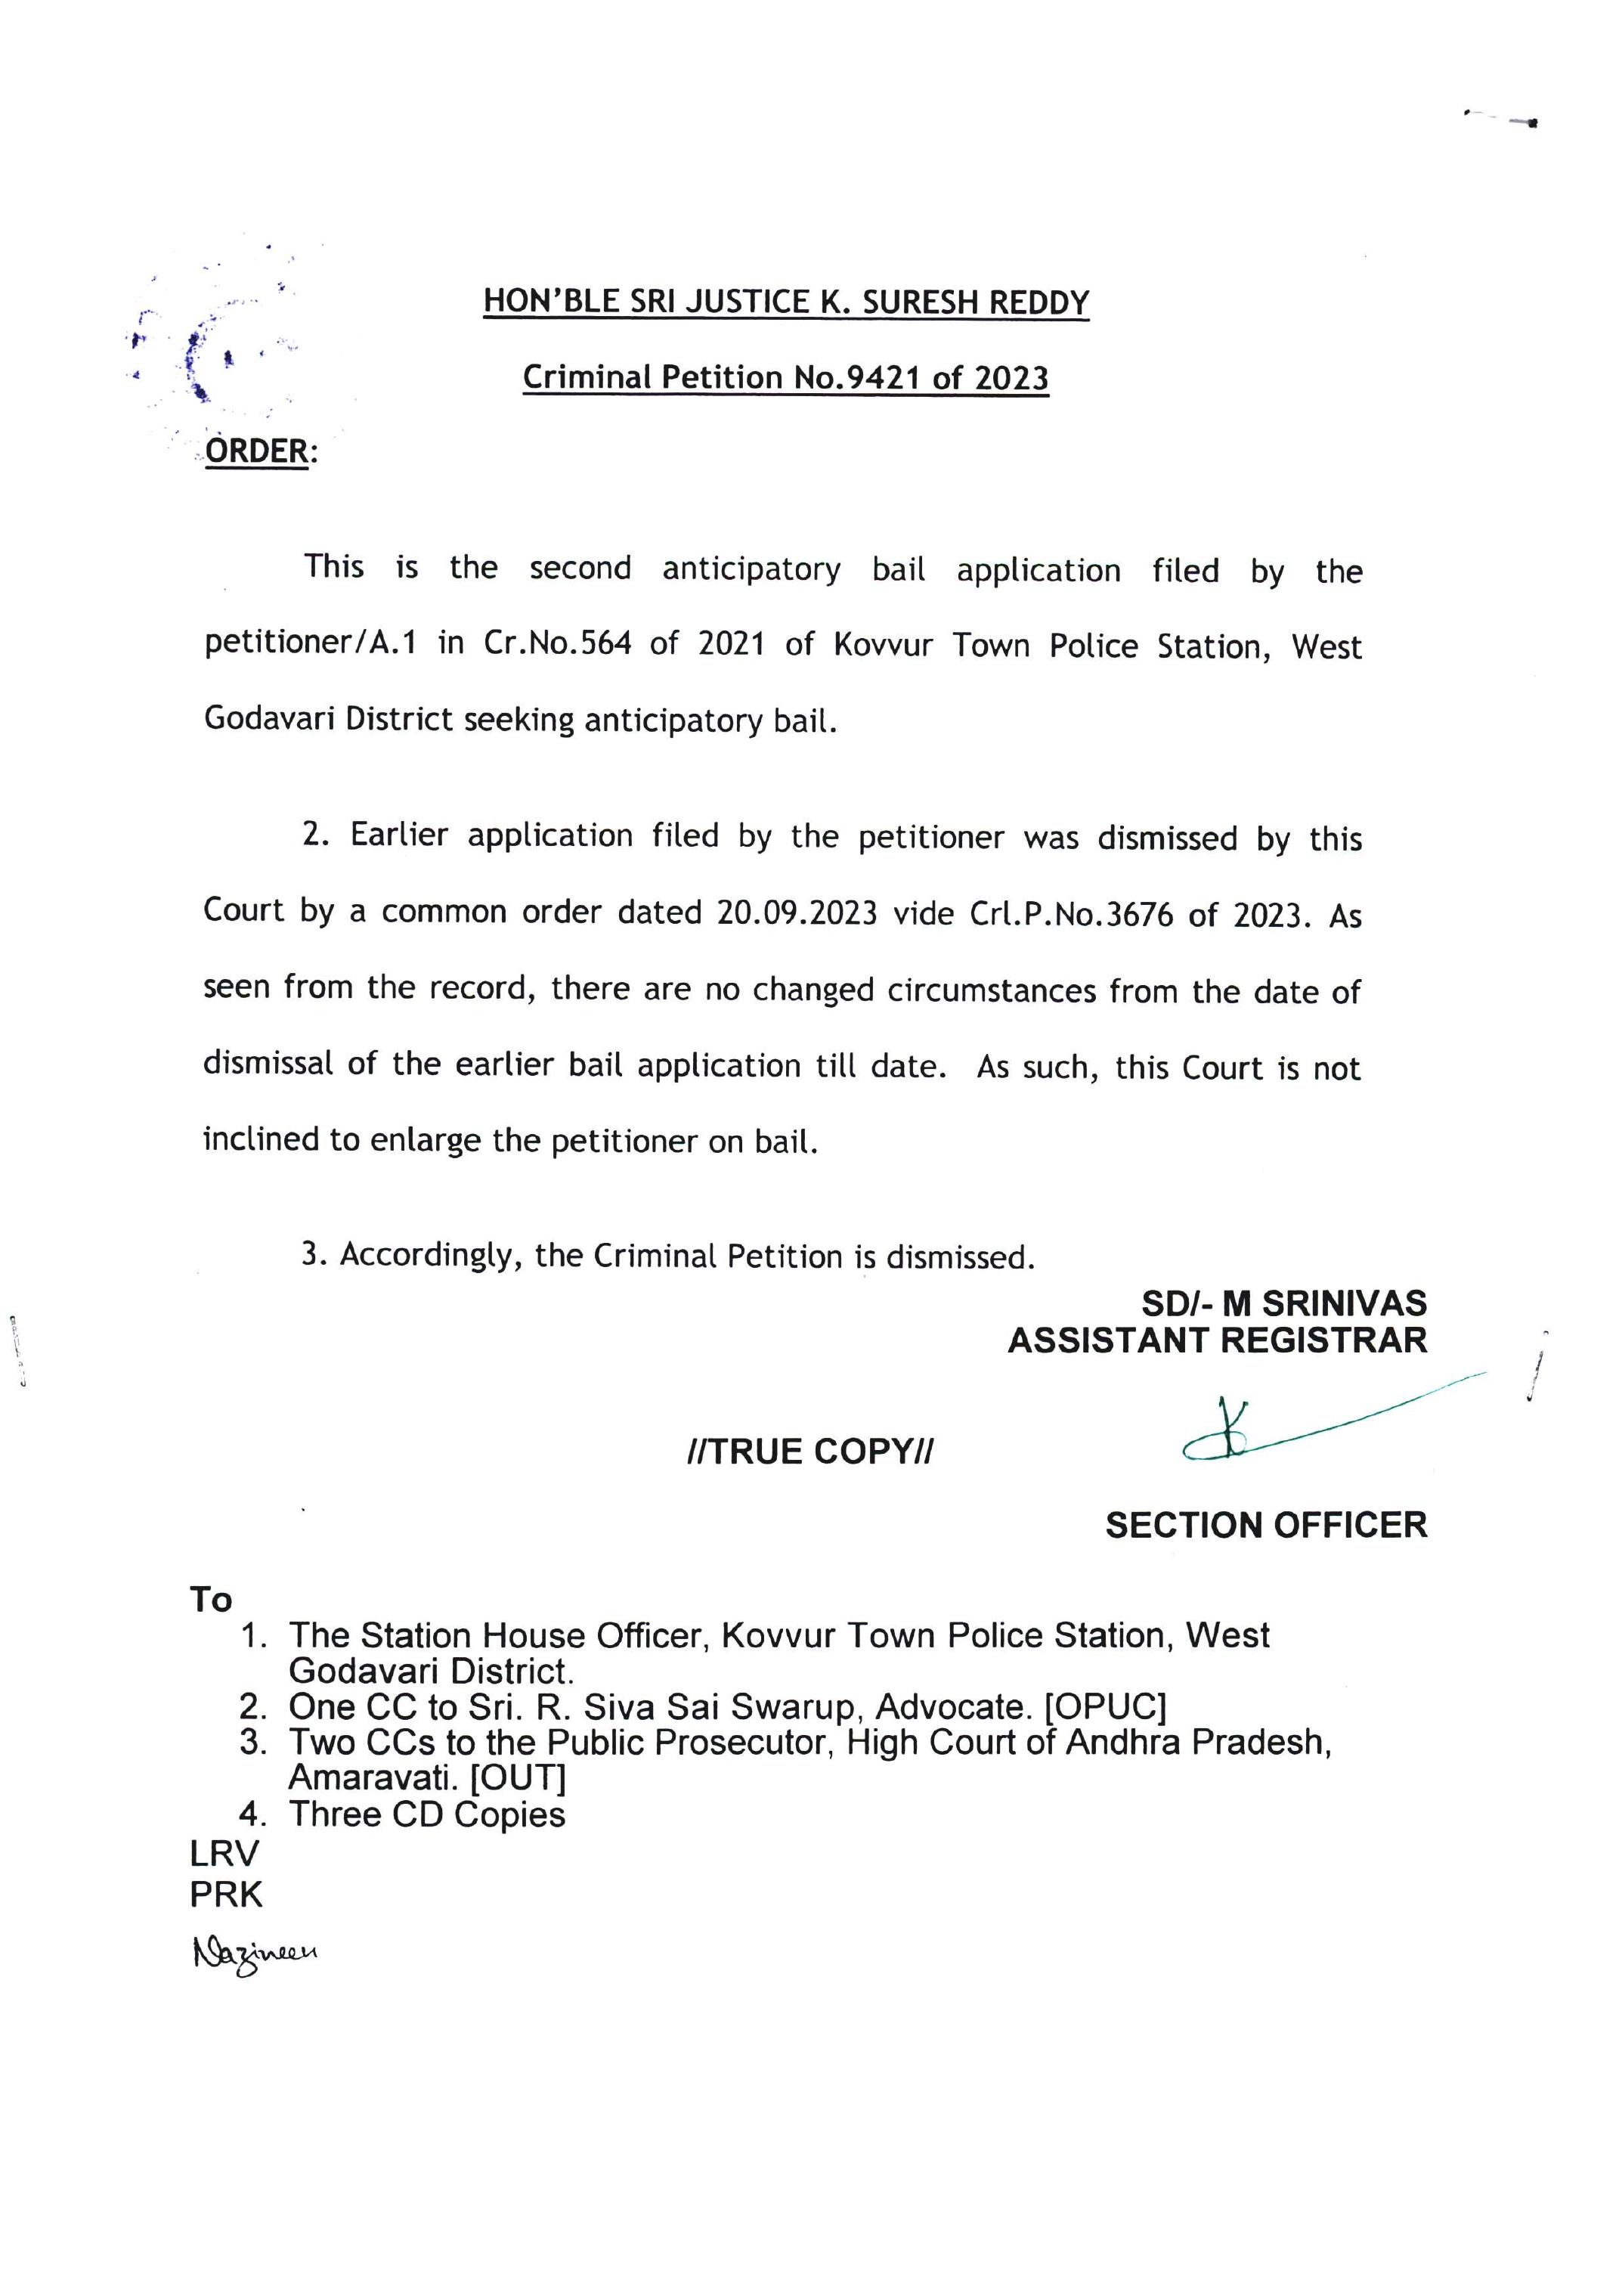 HON'BLE SRI JUSTICE K. SURESH REDDY
Criminal Petition No.9421 of 2023
ORDER:
This is the second anticipatory bail application filed by the
petitioner/A.1 in Cr.No.564 of 2021 of Kovvur Town Police Station, West
Godavari District seeking anticipatory bail.
2. Earlier application filed by the petitioner was dismissed by this
Court by a common order dated 20.09.2023 vide Crl.P.No.3676 of 2023. As
seen from the record, there are no changed circumstances from the date of
dismissal of the earlier bail application till date. As such, this Court is not
inclined to enlarge the petitioner on bail.
3. Accordingly, the Criminal Petition is dismissed.
SD/- M SRINIVAS
ASSISTANT REGISTRAR
//TRUE COPY//
SECTION OFFICER
To
1. The Station House Officer, Kovvur Town Police Station, West
Godavari District.
2. One CC to Sri. R. Siva Sai Swarup, Advocate. [OPUC]
3. Two CCs to the Public Prosecutor, High Court of Andhra Pradesh,
Amaravati. [OUT]
4. Three CD Copies
LRV
PRK
Nazineen